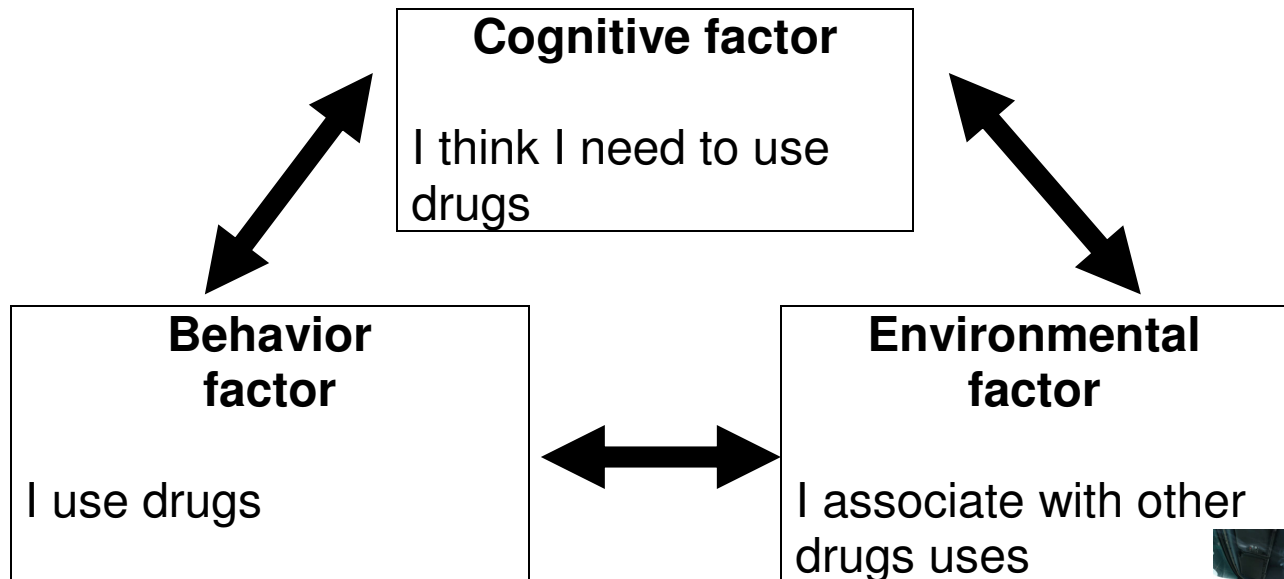 Cognitive factor
I think I need to use
drugs
Behavior
factor
I use drugs
Environmental
factor
I associate with other
drugs uses